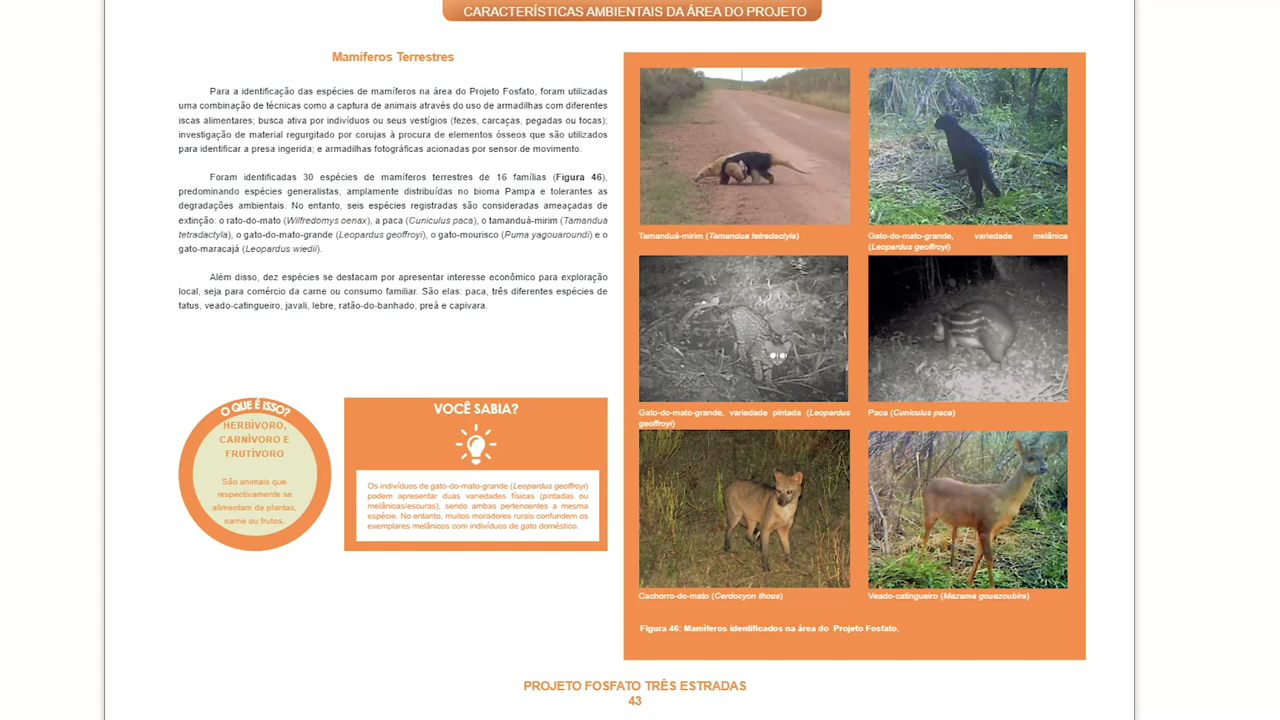 CARACTERÍSTICAS AMBIENTAIS DA ÁREA DO PROJETO
Mamíferos Terrestres
Para a identificação das espécies de mamíferos na área do Projeto Fosfato, foram utilizadas
uma combinação de técnicas como a captura de animais através do uso de armadilhas com diferentes
iscas alimentares; busca ativa por indivíduos ou seus vestígios (fezes, carcaças, pegadas ou tocas);
investigação de material regurgitado por corujas à procura de elementos ósseos que são utilizados
para identificar a presa ingerida; e armadilhas fotográficas acionadas por sensor de movimento.
Foram identificadas 30 espécies de mamíferos terrestres de 16 famílias (Figura 46),
predominando espécies generalistas, amplamente distribuídas no bioma Pampa e tolerantes as
degradações ambientais. No entanto, seis espécies registradas são consideradas ameaçadas de
extinção: o rato-do-mato (Wilfredomys oenax), a paca (Cuniculus paca), o tamanduá-mirim (Tamandua
tetradactyla), o gato-do-mato-grande (Leopardus geoffroyi), o gato-mourisco (Puma yagouaroundi) e o
gato-maracajá (Leopardus wiedii).
Além disso, dez espécies se destacam por apresentar interesse econômico para exploração
local, seja para comércio da carne ou consumo familiar. São elas: paca, três diferentes espécies de
tatus, veado-catingueiro, javali, lebre, ratão-do-banhado, preá e capivara.
O QUE É ISSO?
HERBÍVORO,
CARNÍVORO E
FRUTÍVORO
São animais que
respectivamente se
alimentam de plantas,
carne ou frutos.
VOCÊ SABIA?
Os indivíduos de gato-do-mato-grande (Leopardus geoffroyi)
podem apresentar duas variedades físicas (pintadas ou
melânicas/escuras), sendo ambas pertencentes a mesma
espécie. No entanto, muitos moradores rurais confundem os
exemplares melânicos com indivíduos de gato doméstico.
Tamanduá-mirim (Tamandua tetradactyla)
Gato-do-mato-grande, variedade melânica
(Leopardus geoffroyi)
Gato-do-mato-grande, variedade pintada (Leopardus
geoffroyi)
Paca (Cuniculus paca)
Cachorro-do-mato (Cerdocyon thous)
Veado-catingueiro (Mazama gouazoubira)
Figura 46: Mamíferos identificados na área do Projeto Fosfato.
PROJETO FOSFATO TRÊS ESTRADAS
43